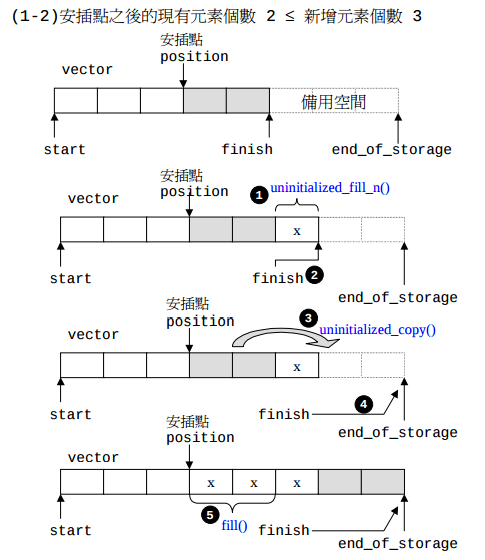 (1-2)安插點之後的現有元素個數 2 ≤ 新增元素個數 3
安插點
position
vector
備用空間
start
finish
end_of_storage
安插點
position
vector
1
uninitialized_fill_n()
x
start
finish
2
end_of_storage
安插點
position
vector
3
uninitialized_copy()
x
start
finish
4
end_of_storage
安插點
position
vector
x x x
5
fill()
start
finish
end_of_storage